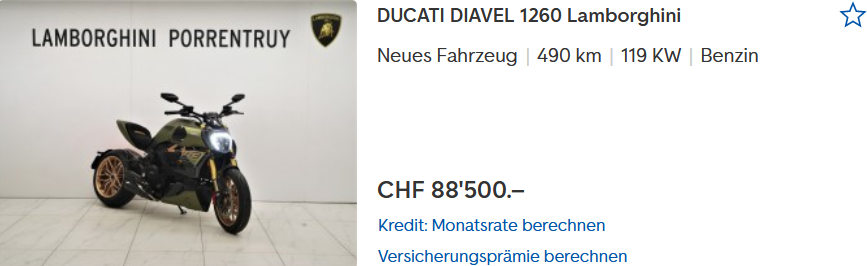 LAMBORGHINI PORRENTRUY
DUCATI DIAVEL 1260 Lamborghini
Neues Fahrzeug | 490 km | 119 KW | Benzin
CHF 88'500.–
Kredit: Monatsrate berechnen
Versicherungsprämie berechnen